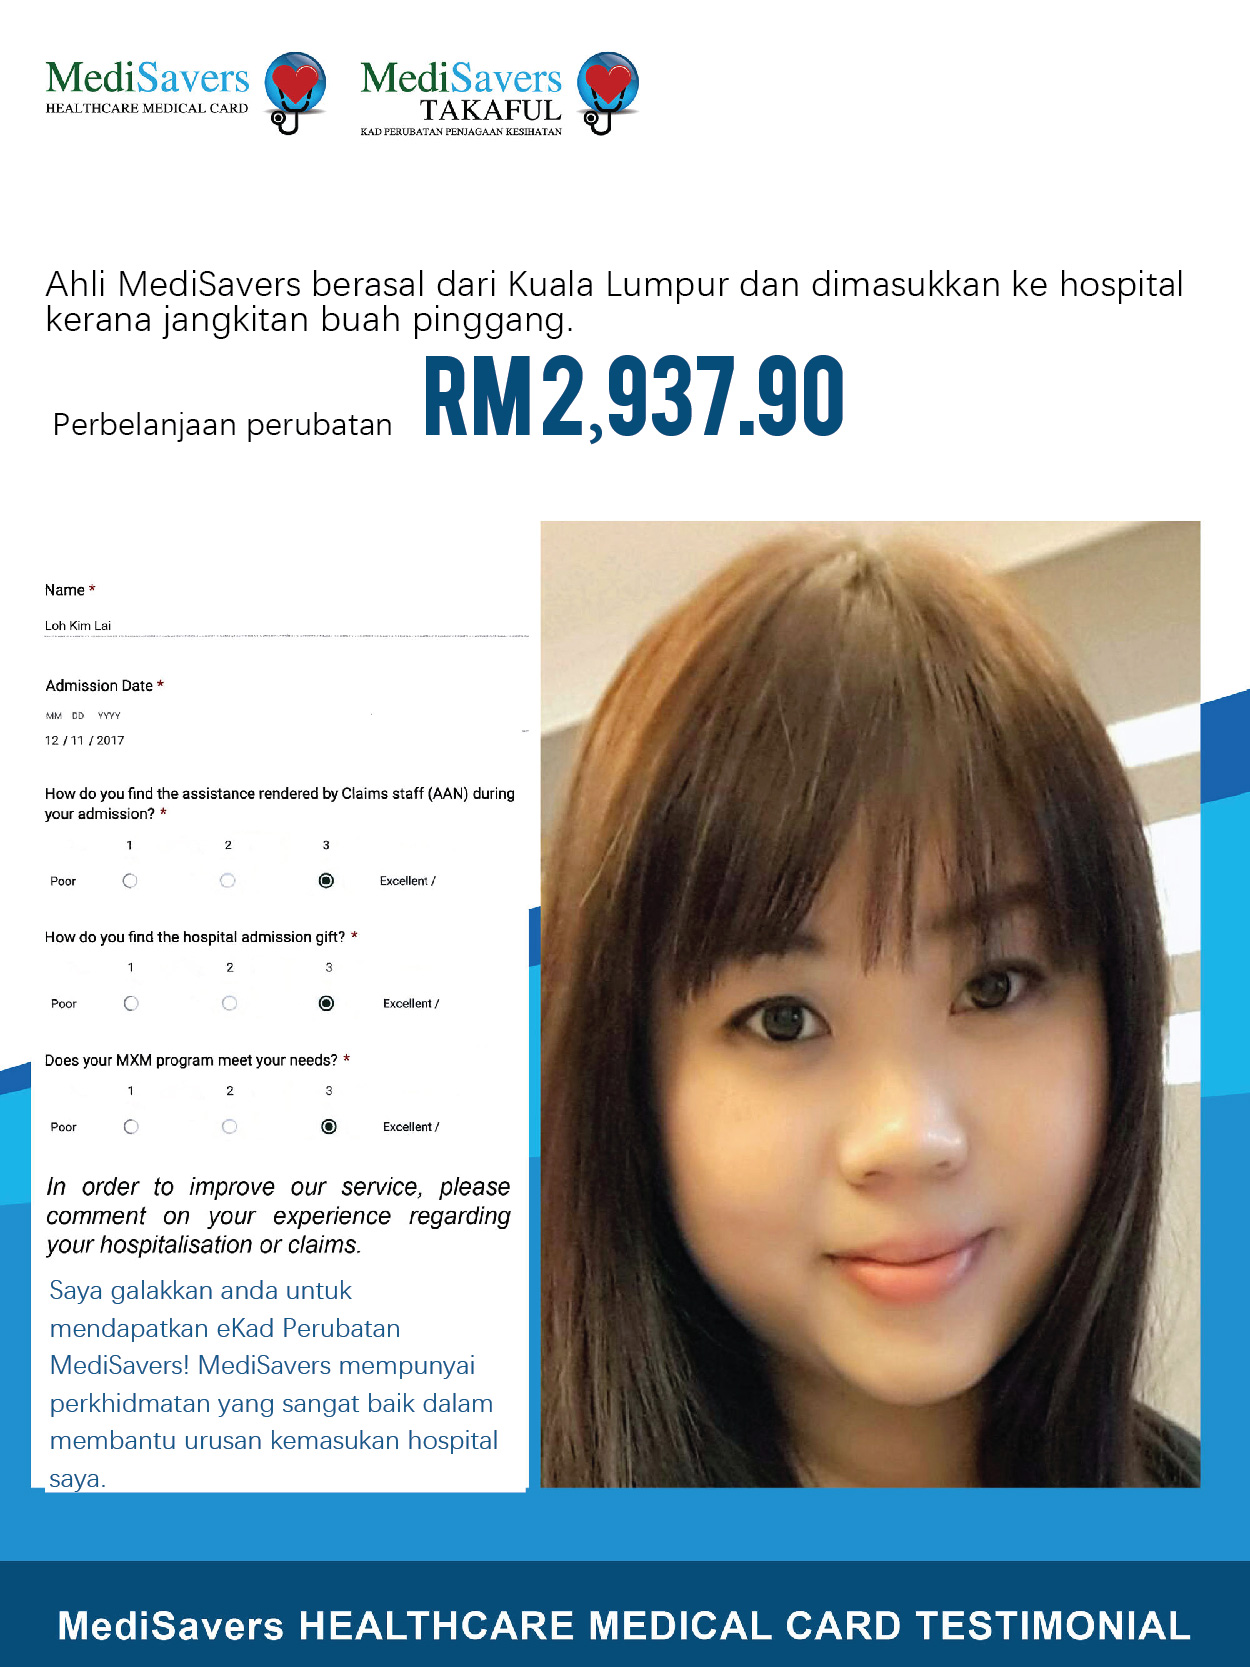 MediSavers
HEALTHCARE MEDICAL CARD
MediSavers
TAKAFUL
KAD PERUBATAN PENJAGAAN KESIHATAN
Ahli MediSavers berasal dari Kuala Lumpur dan dimasukkan ke hospital
kerana jangkitan buah pinggang.
Perbelanjaan perubatan RM2,937.90
Name *
Loh Kim Lai
Admission Date *
MM DD YYYY
12 / 11 / 2017
How do you find the assistance rendered by Claims staff (AAN) during
your admission? *
1 2 3
Poor Excellent /
How do you find the hospital admission gift? *
1 2 3
Poor Excellent /
Does your MXM program meet your needs? *
1 2 3
Poor Excellent /
In order to improve our service, please
comment on your experience regarding
your hospitalisation or claims.
Saya galakkan anda untuk
mendapatkan eKad Perubatan
MediSavers! MediSavers mempunyai
perkhidmatan yang sangat baik dalam
membantu urusan kemasukan hospital
saya.
MediSavers HEALTHCARE MEDICAL CARD TESTIMONIAL